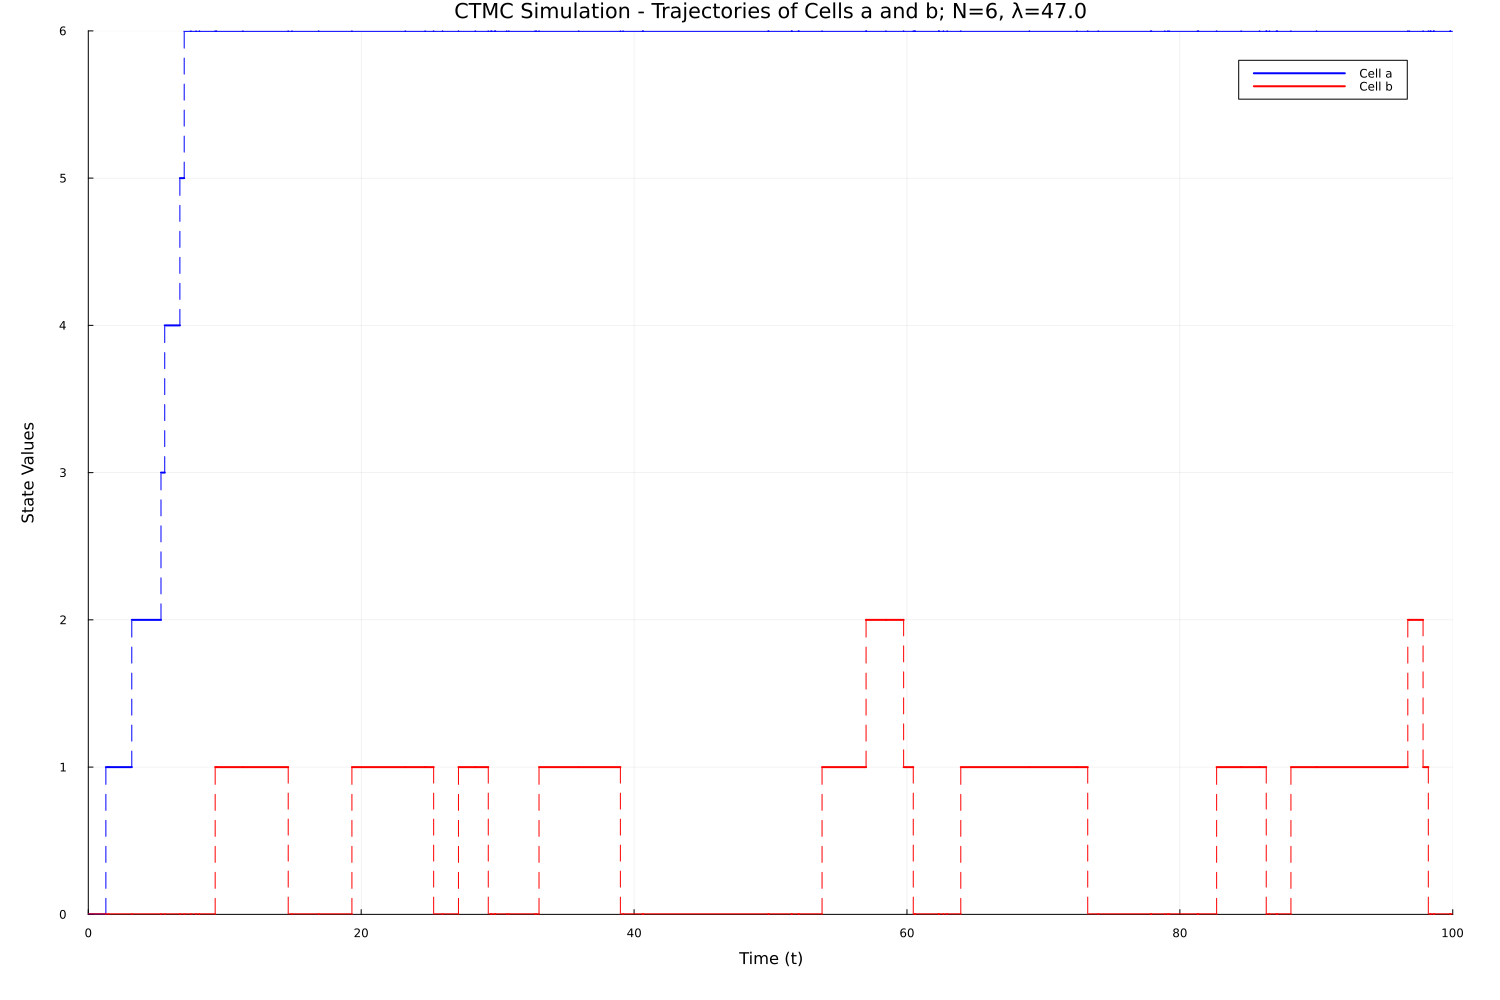 CTMC Simulation - Trajectories of Cells a and b; N=6, λ=47.0
Cell a
Cell b
State Values
6
5
4
3
2
1
0
0 20 40 60 80 100
Time (t)